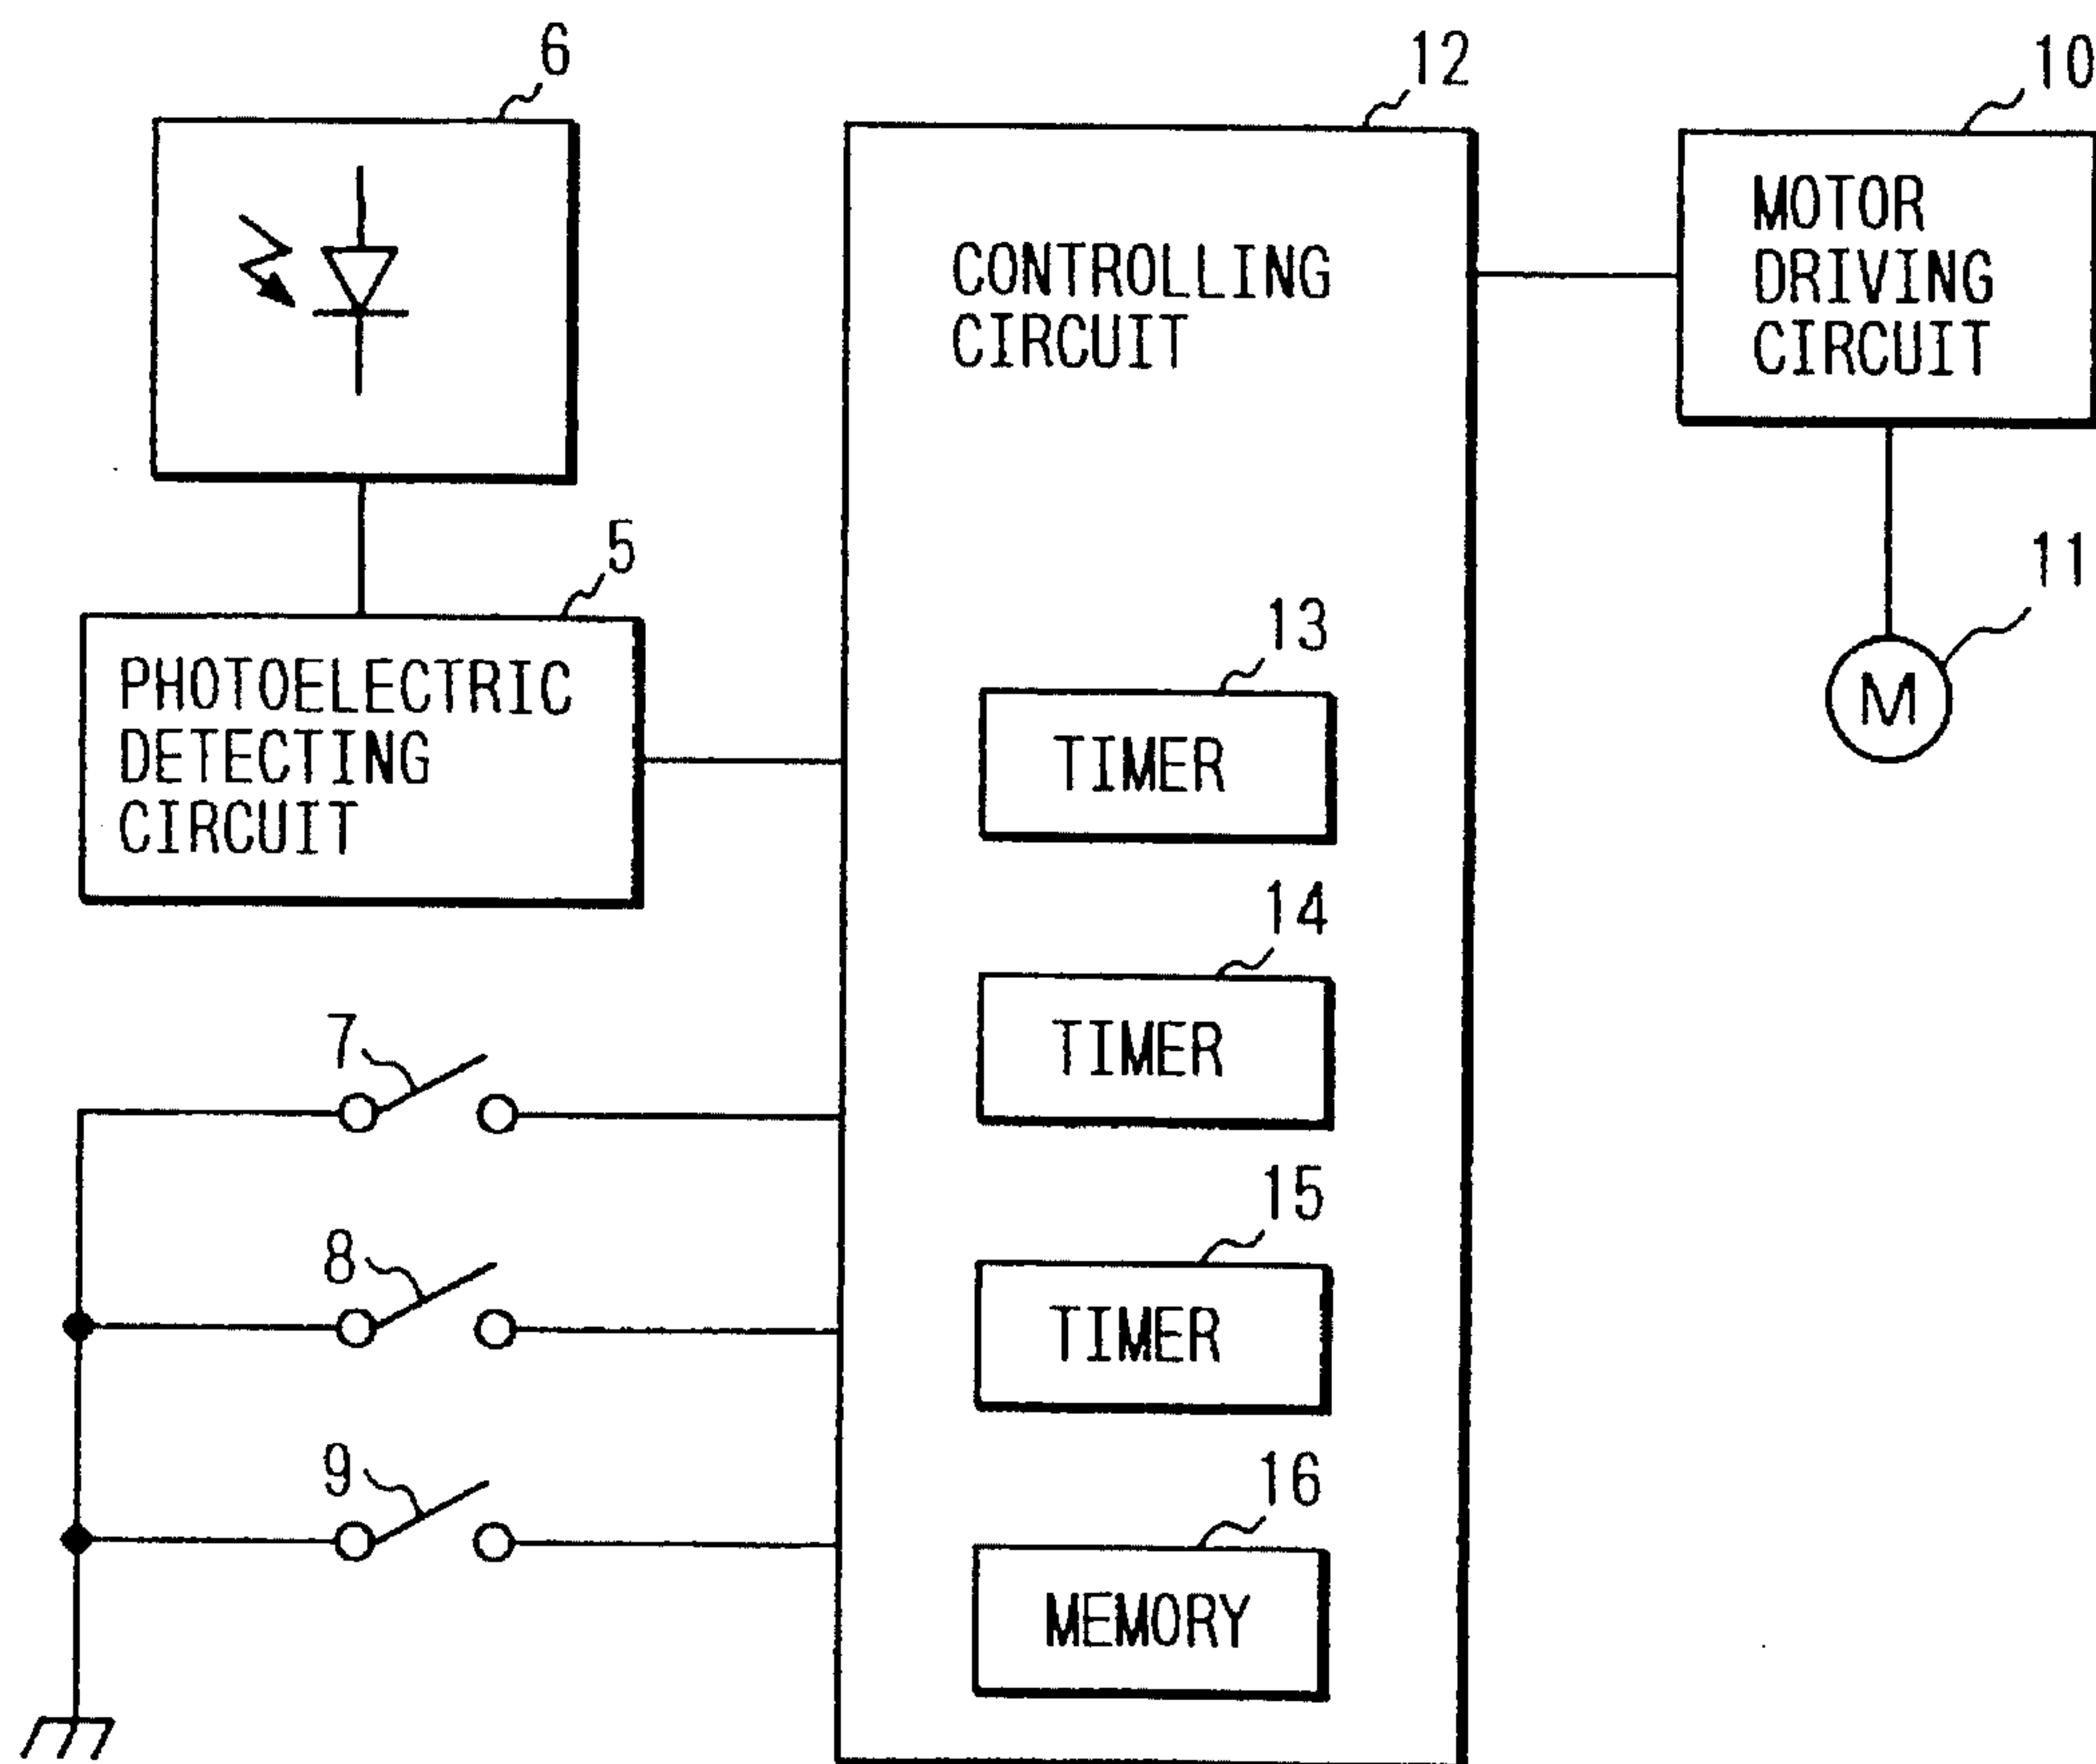 6
12
10
CONTROLLING
CIRCUIT
MOTOR
DRIVING
CIRCUIT
5
PHOTOELECTRIC
DETECTING
CIRCUIT
11
M
13
TIMER
14
TIMER
7
15
TIMER
8
9
16
MEMORY